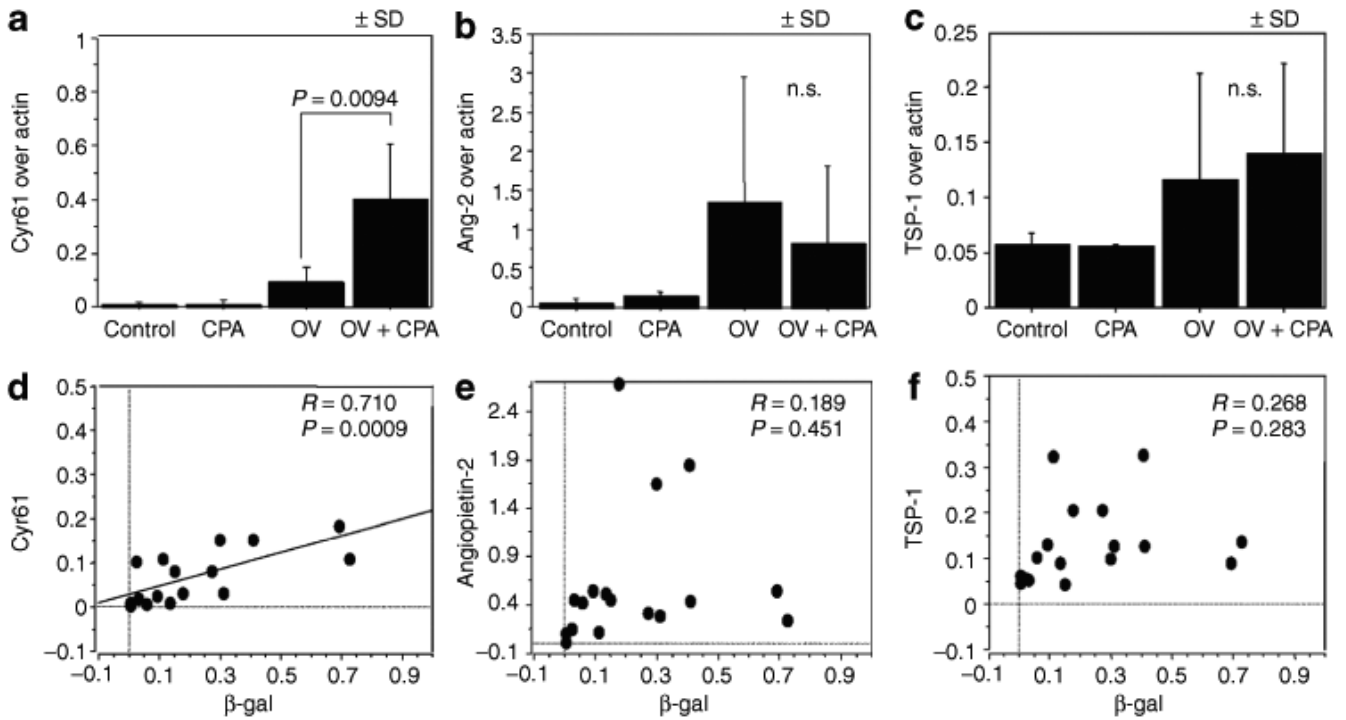 a
± SD
Cyr61 over actin
1
0.8
0.6
0.4
0.2
0
P = 0.0094
Control CPA OV OV + CPA
b
± SD
Ang-2 over actin
3.5
3
2.5
2
1.5
1
0.5
0
n.s.
Control CPA OV OV + CPA
c
± SD
TSP-1 over actin
0.25
0.2
0.15
0.1
0.05
0
n.s.
Control CPA OV OV + CPA
d
Cyr61
0.5
0.4
0.3
0.2
0.1
0
−0.1
R = 0.710
P = 0.0009
−0.1 0.1 0.3 0.5 0.7 0.9
β-gal
e
Angiopietin-2
2.4
1.9
1.4
0.9
0.4
−0.1
R = 0.189
P = 0.451
−0.1 0.1 0.3 0.5 0.7 0.9
β-gal
f
TSP-1
0.5
0.4
0.3
0.2
0.1
0
−0.1
R = 0.268
P = 0.283
−0.1 0.1 0.3 0.5 0.7 0.9
β-gal